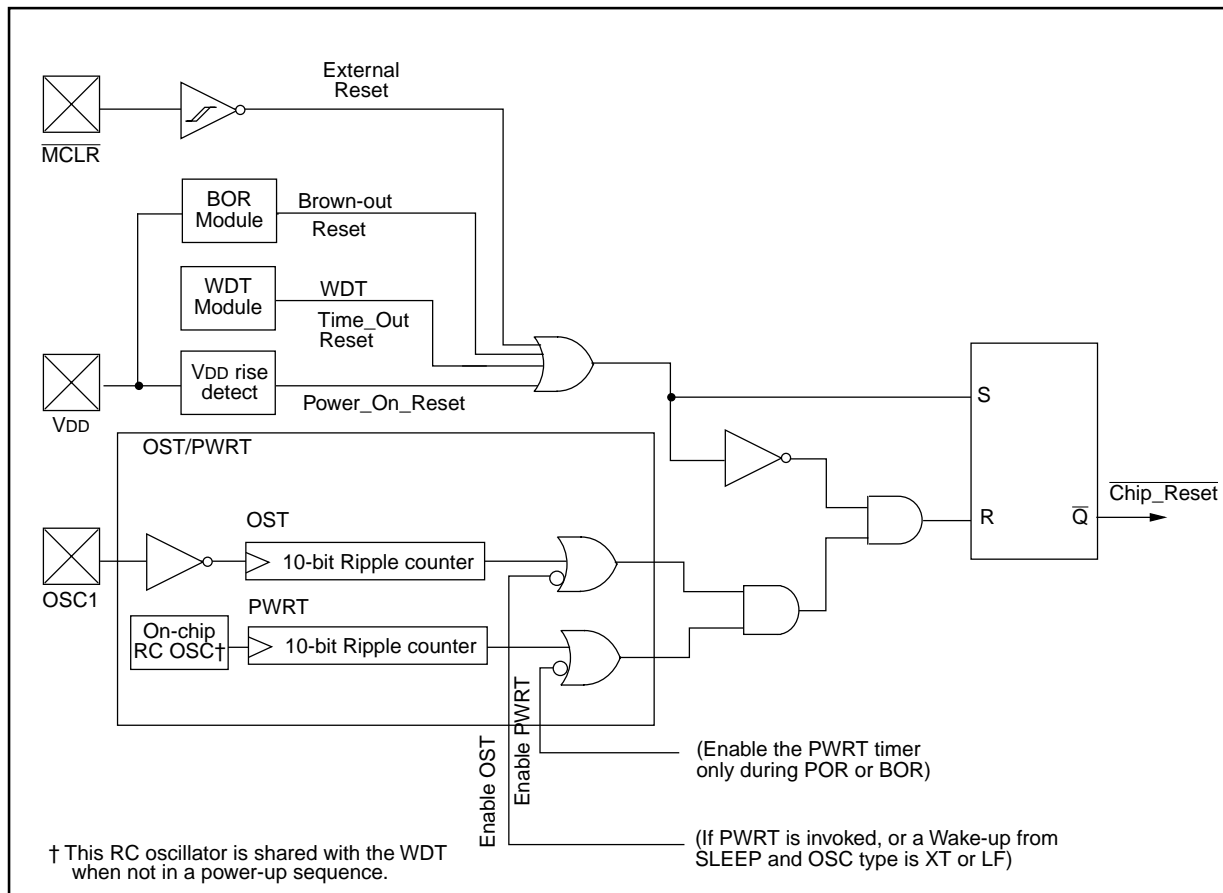 External
Reset
MCLR
BOR
Module
Brown-out
Reset
WDT
Module
WDT
Time_Out
Reset
VDD
VDD rise
detect
Power_On_Reset
S
R
Q
Chip_Reset
OST/PWRT
OSC1
OST
10-bit Ripple counter
PWRT
On-chip
RC OSC†
10-bit Ripple counter
Enable OST
Enable PWRT
(Enable the PWRT timer
only during POR or BOR)
(If PWRT is invoked, or a Wake-up from
SLEEP and OSC type is XT or LF)
† This RC oscillator is shared with the WDT
when not in a power-up sequence.